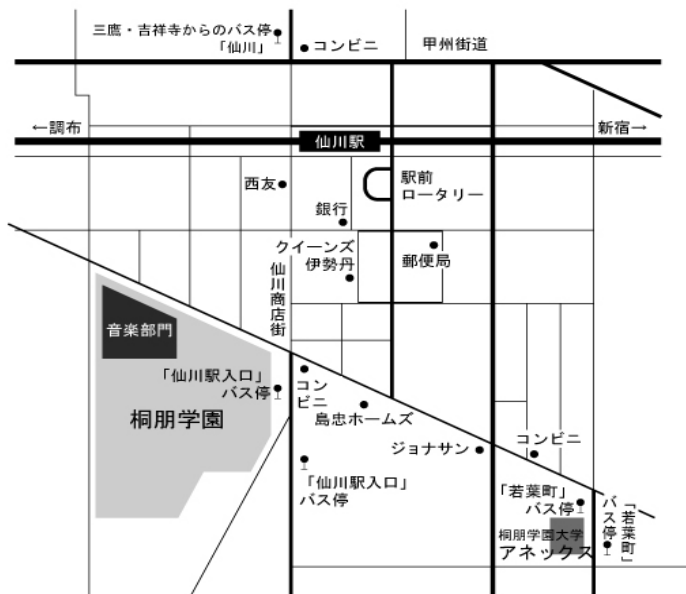 三鷹・吉祥寺からのバス停
「仙川」
コンビニ
甲州街道
←調布
新宿→
仙川駅
西友
駅前
ロータリー
銀行
クイーンズ
伊勢丹
郵便局
仙川商店街
音楽部門
「仙川駅入口」
バス停
コン
ビニ
桐朋学園
島忠ホームズ
ジョナサン
コンビニ
「仙川駅入口」
バス停
「若葉町」
バス停
「若葉町」
バス停
桐朋学園大学
アネックス